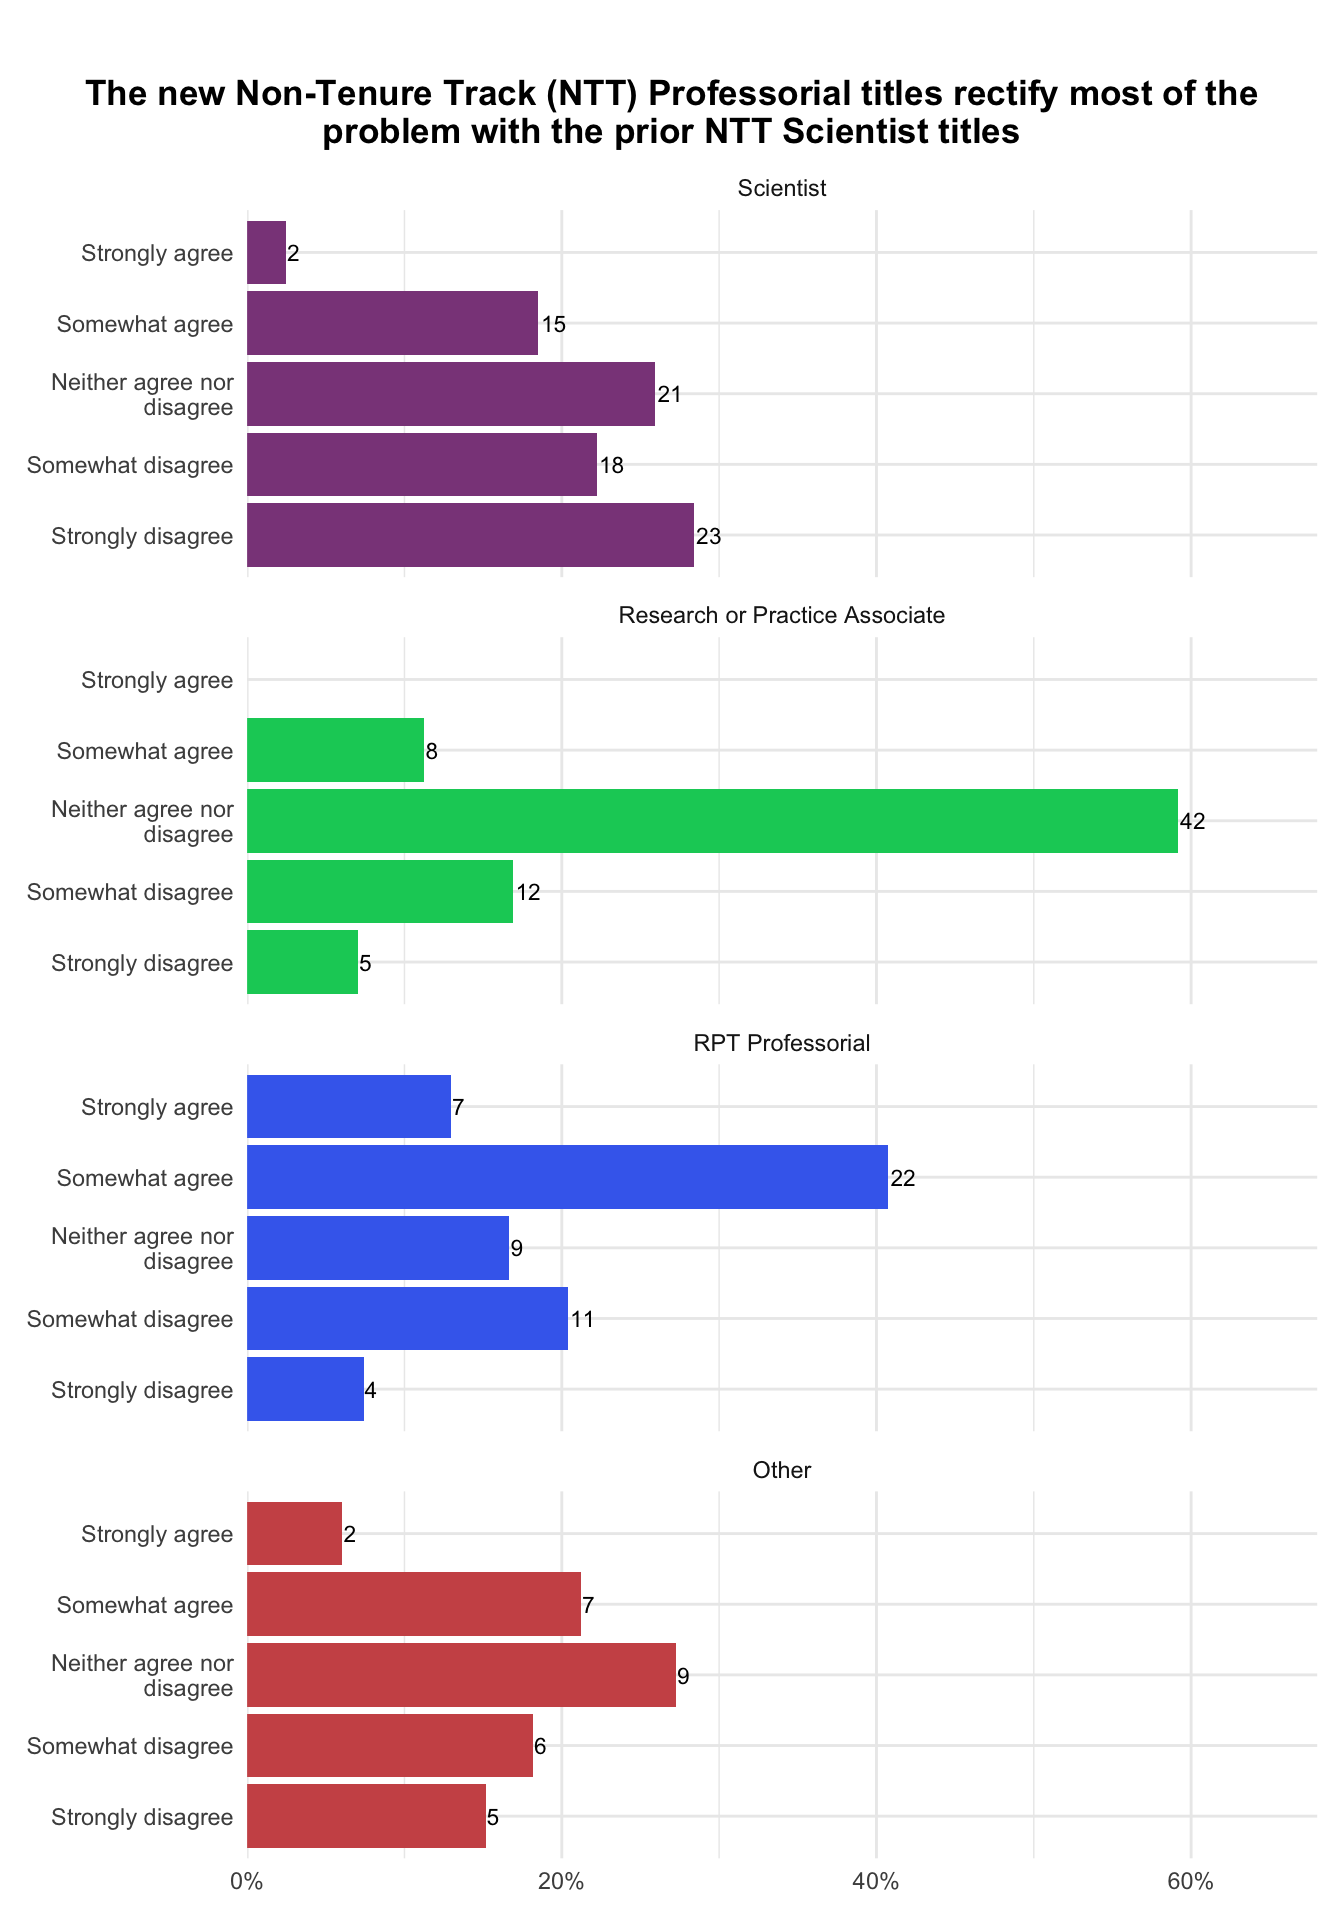 The new Non-Tenure Track (NTT) Professorial titles rectify most of the
problem with the prior NTT Scientist titles
Scientist
Strongly agree
2
Somewhat agree
15
Neither agree nor
disagree
21
Somewhat disagree
18
Strongly disagree
23
Research or Practice Associate
Strongly agree
Somewhat agree
8
Neither agree nor
disagree
42
Somewhat disagree
12
Strongly disagree
5
RPT Professorial
Strongly agree
7
Somewhat agree
22
Neither agree nor
disagree
9
Somewhat disagree
11
Strongly disagree
4
Other
Strongly agree
2
Somewhat agree
7
Neither agree nor
disagree
9
Somewhat disagree
6
Strongly disagree
5
0% 20% 40% 60%